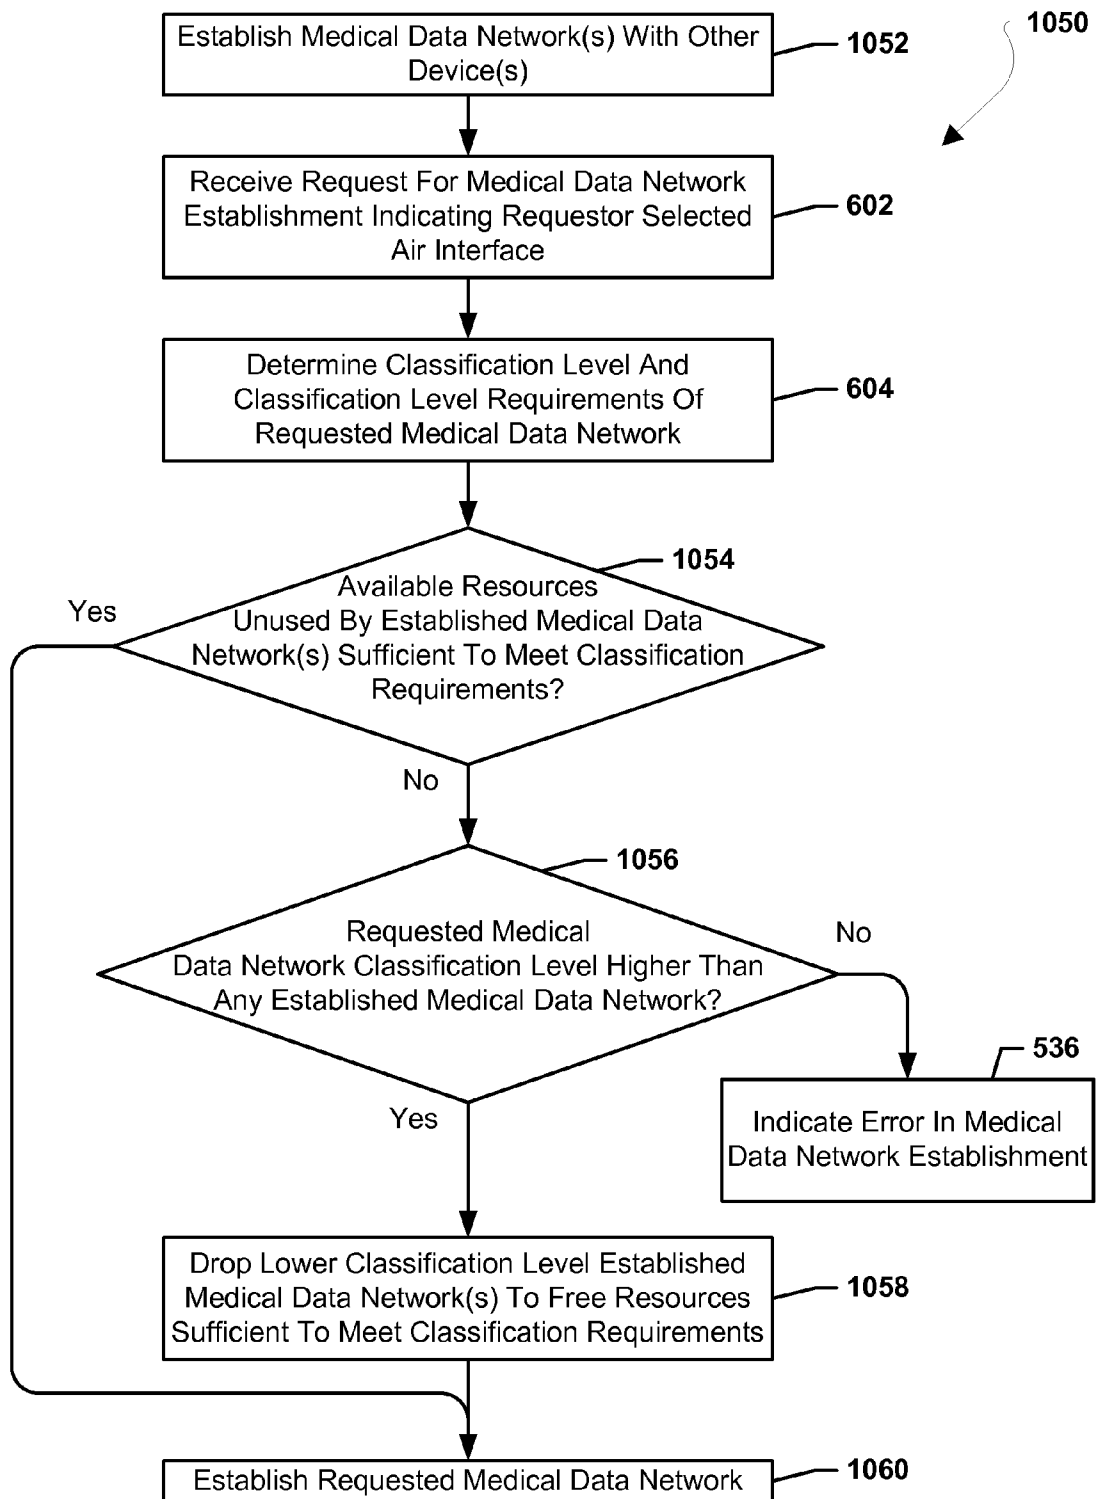 1050
Establish Medical Data Network(s) With Other
Device(s)
1052
Receive Request For Medical Data Network
Establishment Indicating Requestor Selected
Air Interface
602
Determine Classification Level And
Classification Level Requirements Of
Requested Medical Data Network
604
1054
Available Resources
Unused By Established Medical Data
Network(s) Sufficient To Meet Classification
Requirements?
Yes
No
1056
Requested Medical
Data Network Classification Level Higher Than
Any Established Medical Data Network?
No
Yes
536
Indicate Error In Medical
Data Network Establishment
Drop Lower Classification Level Established
Medical Data Network(s) To Free Resources
Sufficient To Meet Classification Requirements
1058
Establish Requested Medical Data Network
1060